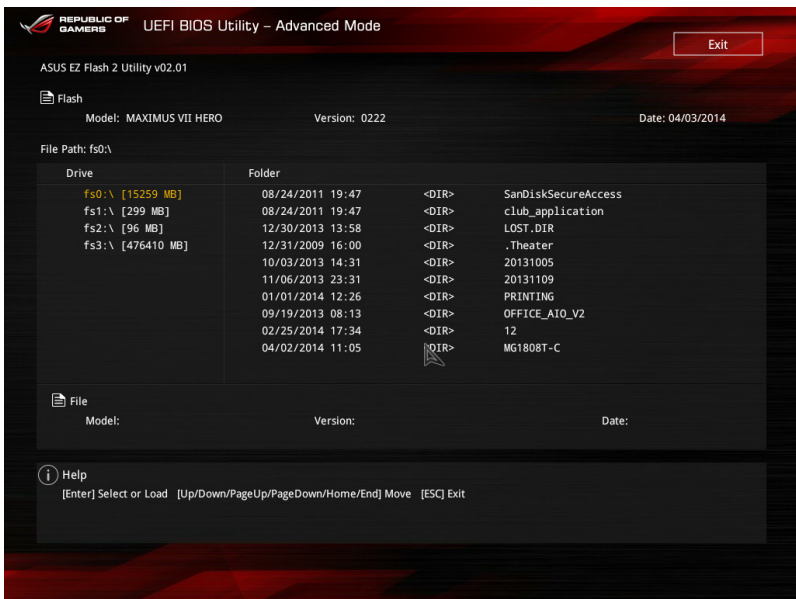 REPUBLIC OF
GAMERS
UEFI BIOS Utility – Advanced Mode
Exit
ASUS EZ Flash 2 Utility v02.01
Flash
Model: MAXIMUS VII HERO Version: 0222 Date: 04/03/2014
File Path: fs0:\
Drive Folder
fs0:\ [15259 MB] 08/24/2011 19:47 <DIR> SanDiskSecureAccess
fs1:\ [299 MB] 08/24/2011 19:47 <DIR> club_application
fs2:\ [96 MB] 12/30/2013 13:58 <DIR> LOST.DIR
fs3:\ [476410 MB] 12/31/2009 16:00 <DIR> .Theater
10/03/2013 14:31 <DIR> 20131005
11/06/2013 23:31 <DIR> 20131109
01/01/2014 12:26 <DIR> PRINTING
09/19/2013 08:13 <DIR> OFFICE_AIO_V2
02/25/2014 17:34 <DIR> 12
04/02/2014 11:05 <DIR> MG1808T-C
File
Model: Version: Date:
Help
[Enter] Select or Load [Up/Down/PageUp/PageDown/Home/End] Move [ESC] Exit